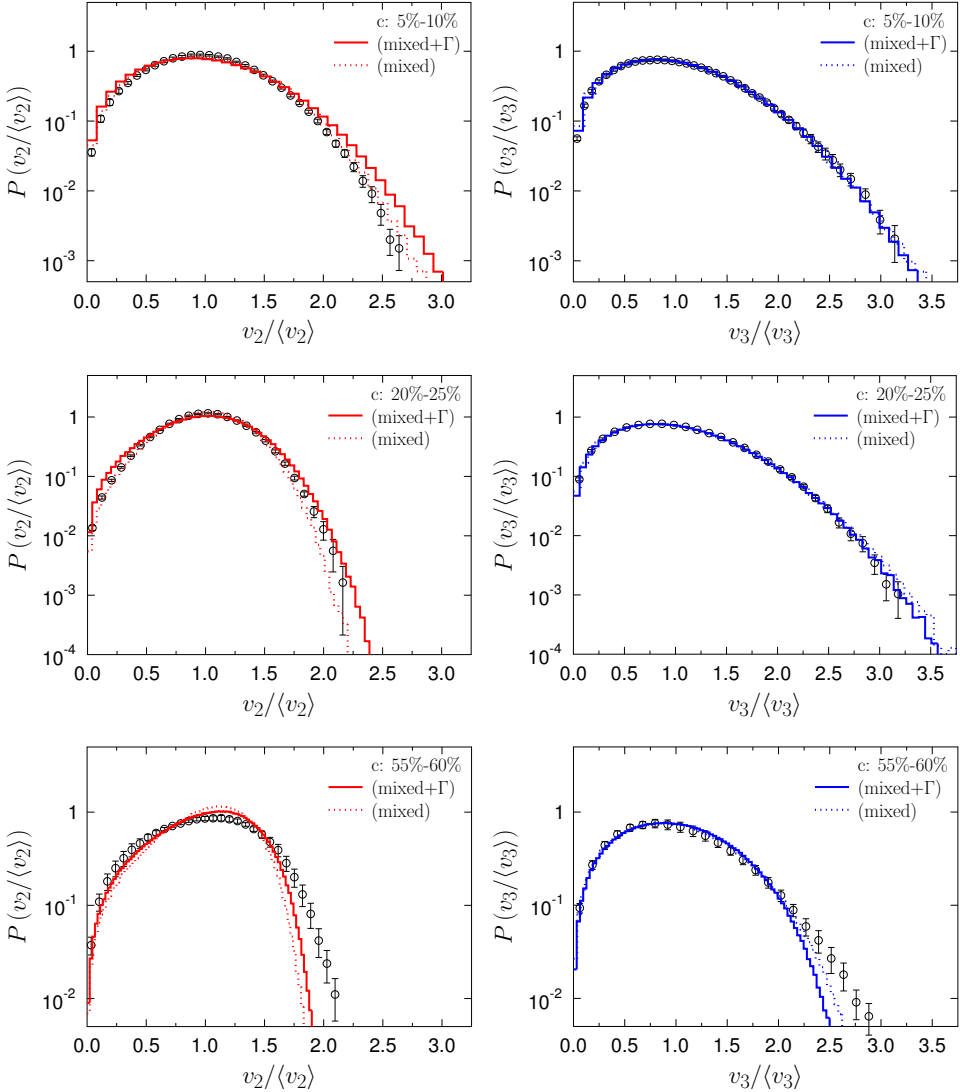 c: 5%-10%
(mixed+Γ)
(mixed)
P (v₂/⟨v₂⟩)
1
10⁻¹
10⁻²
10⁻³
0.0 0.5 1.0 1.5 2.0 2.5 3.0
v₂/⟨v₂⟩
c: 5%-10%
(mixed+Γ)
(mixed)
P (v₃/⟨v₃⟩)
1
10⁻¹
10⁻²
10⁻³
0.0 0.5 1.0 1.5 2.0 2.5 3.0 3.5
v₃/⟨v₃⟩
c: 20%-25%
(mixed+Γ)
(mixed)
P (v₂/⟨v₂⟩)
1
10⁻¹
10⁻²
10⁻³
10⁻⁴
0.0 0.5 1.0 1.5 2.0 2.5 3.0
v₂/⟨v₂⟩
c: 20%-25%
(mixed+Γ)
(mixed)
P (v₃/⟨v₃⟩)
1
10⁻¹
10⁻²
10⁻³
10⁻⁴
0.0 0.5 1.0 1.5 2.0 2.5 3.0 3.5
v₃/⟨v₃⟩
c: 55%-60%
(mixed+Γ)
(mixed)
P (v₂/⟨v₂⟩)
1
10⁻¹
10⁻²
0.0 0.5 1.0 1.5 2.0 2.5 3.0
v₂/⟨v₂⟩
c: 55%-60%
(mixed+Γ)
(mixed)
P (v₃/⟨v₃⟩)
1
10⁻¹
10⁻²
0.0 0.5 1.0 1.5 2.0 2.5 3.0
v₃/⟨v₃⟩